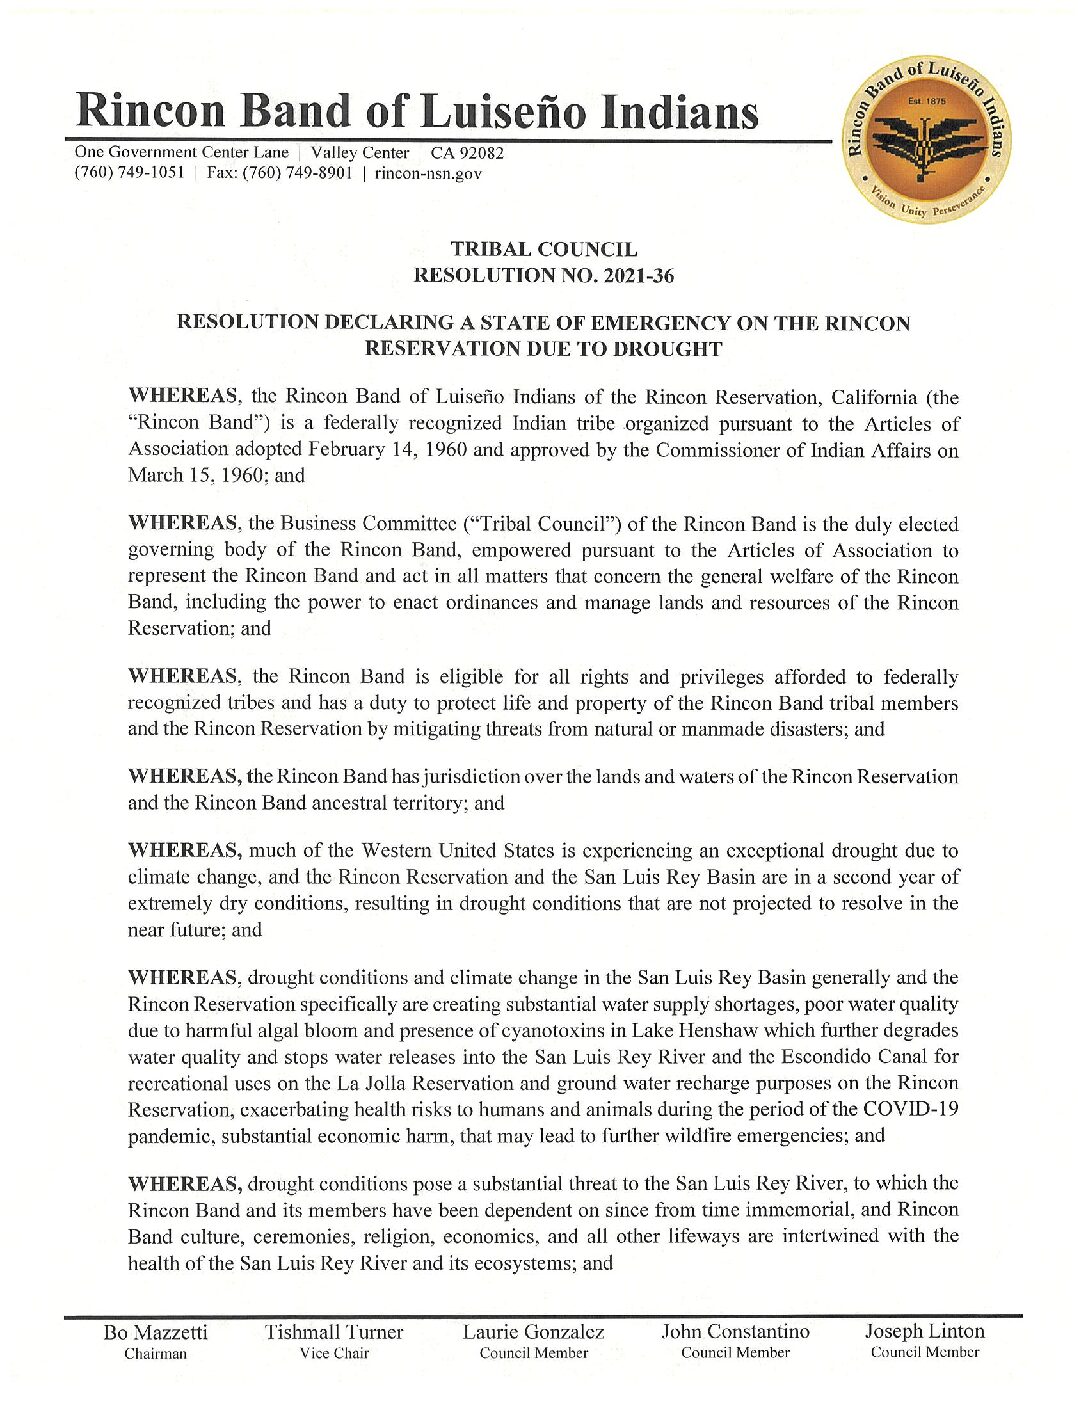 Rincon Band of Luiseño Indians
One Government Center Lane | Valley Center | CA 92082
(760) 749-1051 | Fax: (760) 749-8901 | rincon-nsn.gov
Rincon Band of Luiseño Indians
Est. 1875
Vision Unity Perseverance
TRIBAL COUNCIL
RESOLUTION NO. 2021-36
RESOLUTION DECLARING A STATE OF EMERGENCY ON THE RINCON
RESERVATION DUE TO DROUGHT
WHEREAS, the Rincon Band of Luiseño Indians of the Rincon Reservation, California (the
“Rincon Band”) is a federally recognized Indian tribe organized pursuant to the Articles of
Association adopted February 14, 1960 and approved by the Commissioner of Indian Affairs on
March 15, 1960; and
WHEREAS, the Business Committee (“Tribal Council”) of the Rincon Band is the duly elected
governing body of the Rincon Band, empowered pursuant to the Articles of Association to
represent the Rincon Band and act in all matters that concern the general welfare of the Rincon
Band, including the power to enact ordinances and manage lands and resources of the Rincon
Reservation; and
WHEREAS, the Rincon Band is eligible for all rights and privileges afforded to federally
recognized tribes and has a duty to protect life and property of the Rincon Band tribal members
and the Rincon Reservation by mitigating threats from natural or manmade disasters; and
WHEREAS, the Rincon Band has jurisdiction over the lands and waters of the Rincon Reservation
and the Rincon Band ancestral territory; and
WHEREAS, much of the Western United States is experiencing an exceptional drought due to
climate change, and the Rincon Reservation and the San Luis Rey Basin are in a second year of
extremely dry conditions, resulting in drought conditions that are not projected to resolve in the
near future; and
WHEREAS, drought conditions and climate change in the San Luis Rey Basin generally and the
Rincon Reservation specifically are creating substantial water supply shortages, poor water quality
due to harmful algal bloom and presence of cyanotoxins in Lake Henshaw which further degrades
water quality and stops water releases into the San Luis Rey River and the Escondido Canal for
recreational uses on the La Jolla Reservation and ground water recharge purposes on the Rincon
Reservation, exacerbating health risks to humans and animals during the period of the COVID-19
pandemic, substantial economic harm, that may lead to further wildfire emergencies; and
WHEREAS, drought conditions pose a substantial threat to the San Luis Rey River, to which the
Rincon Band and its members have been dependent on since from time immemorial, and Rincon
Band culture, ceremonies, religion, economics, and all other lifeways are intertwined with the
health of the San Luis Rey River and its ecosystems; and
Bo Mazzetti Tishmall Turner Laurie Gonzalez John Constantino Joseph Linton
Chairman Vice Chair Council Member Council Member Council Member